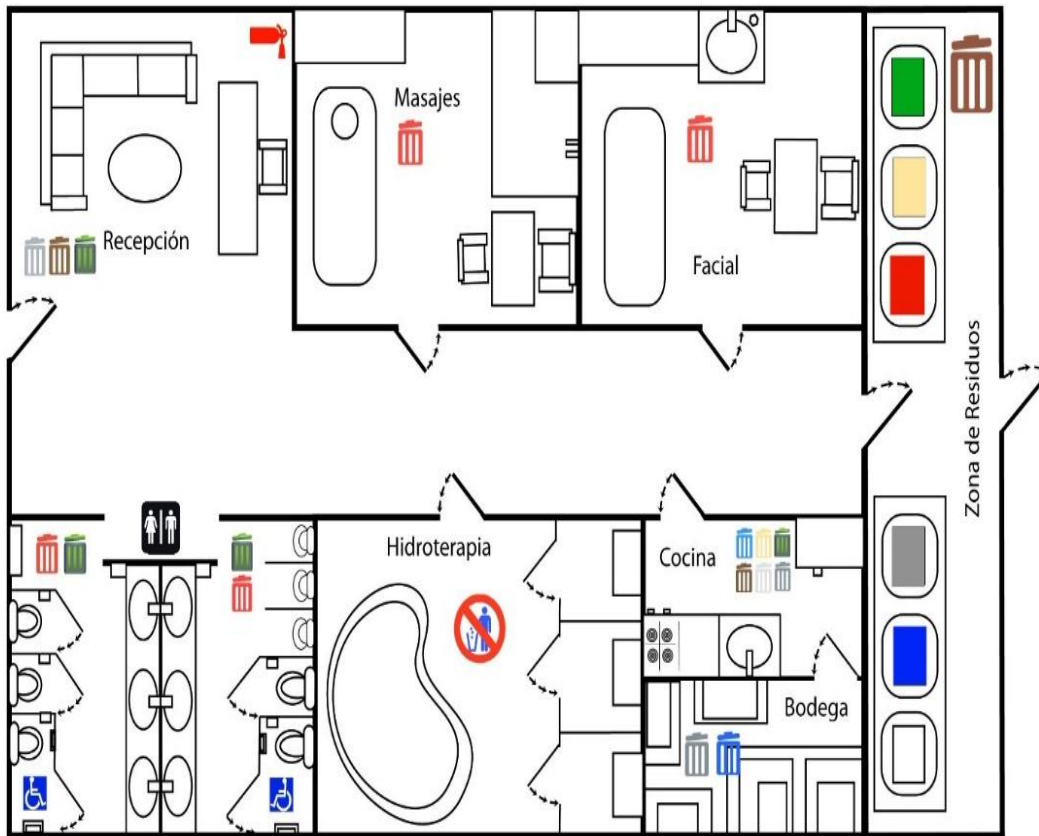 Masajes
Recepción
Facial
Zona de Residuos
Hidroterapia
Cocina
Bodega